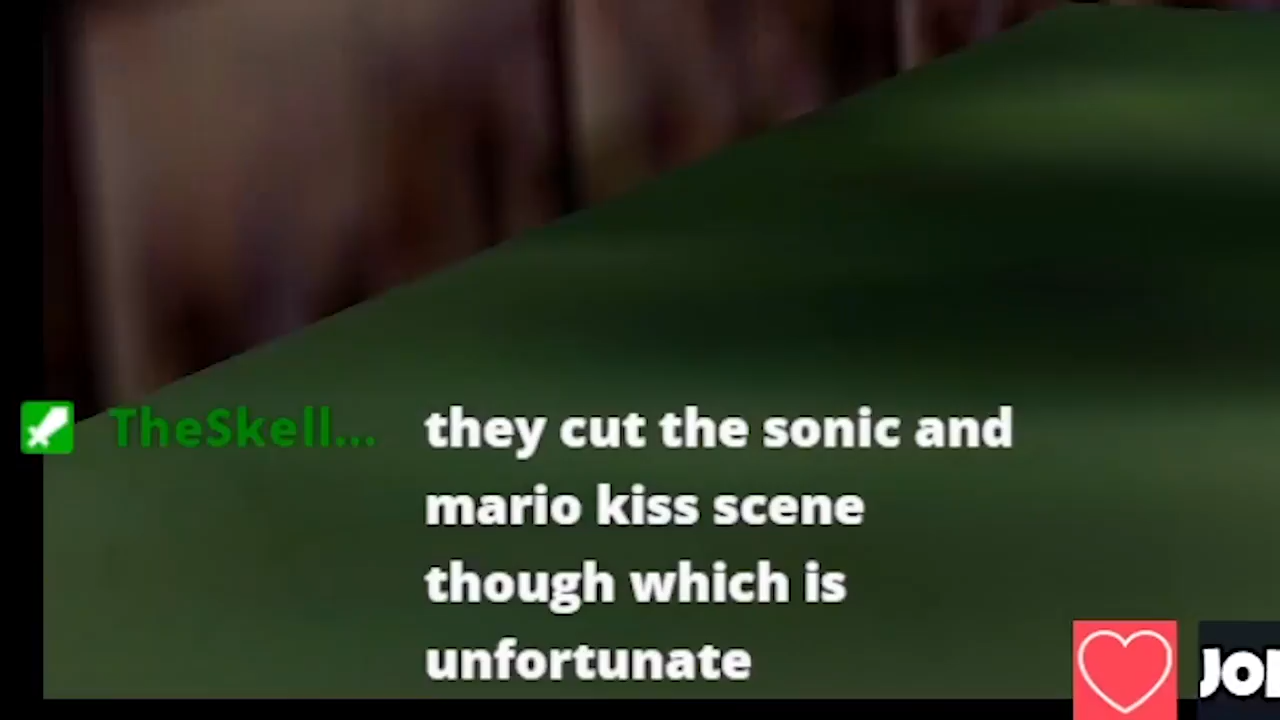 TheSkell... they cut the sonic and
mario kiss scene
though which is
unfortunate